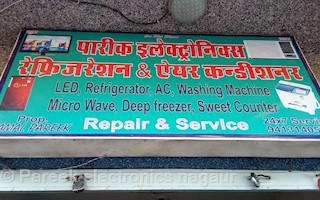 पारीक इलेक्ट्रोनिक्स
रेफ्रिजरेशन & ऐयर कन्डीशनर
LED, Refrigerator, AC, Washing Machine
Micro Wave, Deep freezer, Sweet Counter
Repair & Service
Prop.
PAREEK
24x7
Pareek electronics nagaur